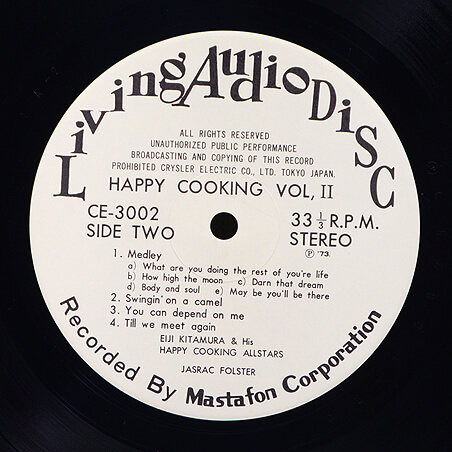 Living Audio Disc
ALL RIGHTS RESERVED
UNAUTHORIZED PUBLIC PERFORMANCE
BROADCASTING AND COPYING OF THIS RECORD
PROHIBITED CRYSLER ELECTRIC CO., LTD. TOKYO JAPAN.
HAPPY COOKING VOL, II
CE-3002
SIDE TWO
33 1/3 R.P.M.
STEREO
Ⓟ '73.
1. Medley
a) What are you doing the rest of you're life
b) How high the moon c) Darn that dream
d) Body and soul e) May be you'll be there
2. Swingin' on a camel
3. You can depend on me
4. Till we meet again
EIJI KITAMURA & His
HAPPY COOKING ALLSTARS
JASRAC FOLSTER
Recorded By Mastafon Corporation